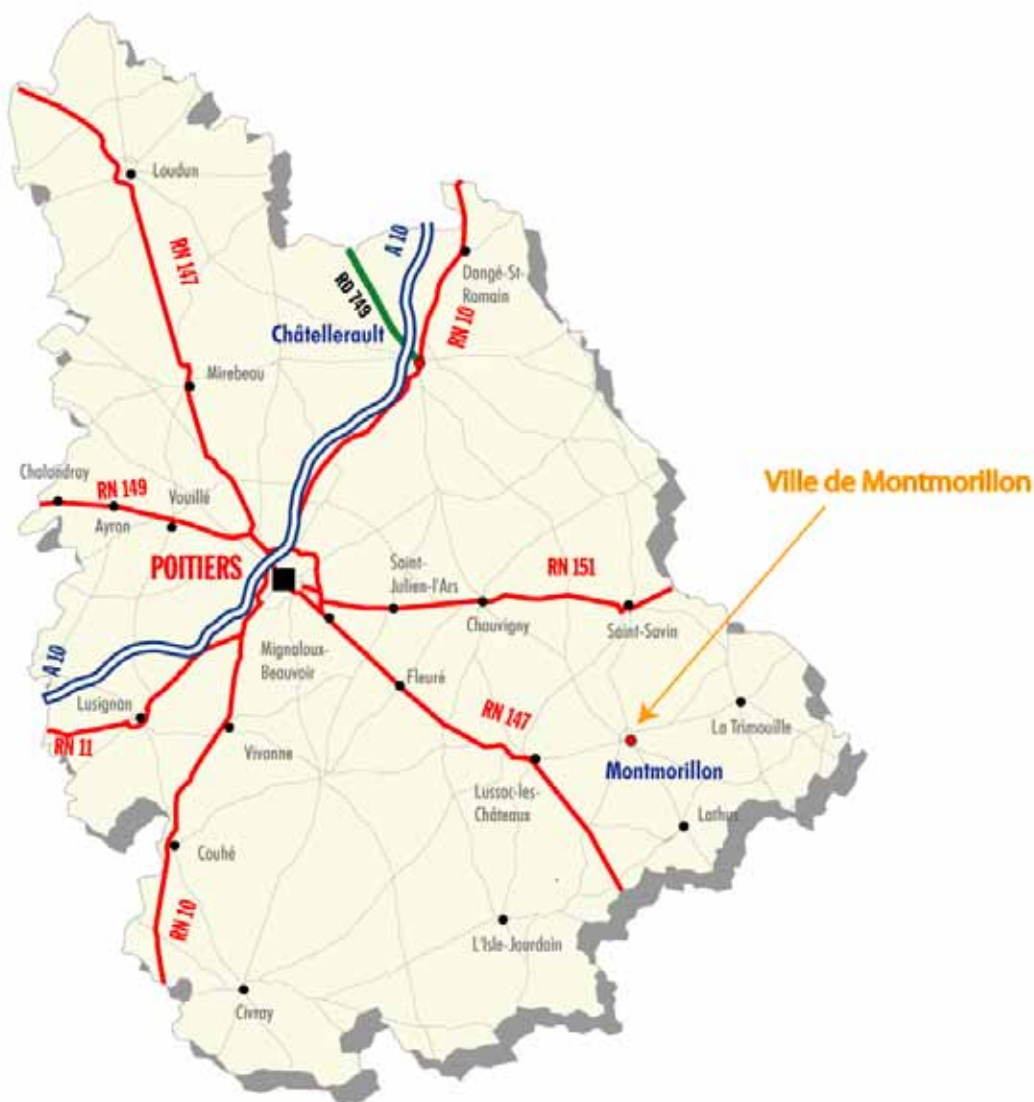 Loudun
RN 147
A 10
RD 749
Dangé-St-
Romain
RN 10
Châtellerault
Mirebeau
Ville de Montmorillon
Chalandray
RN 149
Ayron
Vouillé
POITIERS
Saint-
Julien-l'Ars
RN 151
Chauvigny
Saint-Savin
Mignaloux-
Beauvoir
A 10
Fleuré
Lusignan
RN 11
Vivonne
RN 147
La Trimouille
Montmorillon
Lussac-les-
Châteaux
Lathus
Couhé
RN 10
L'Isle-Jourdain
Civray